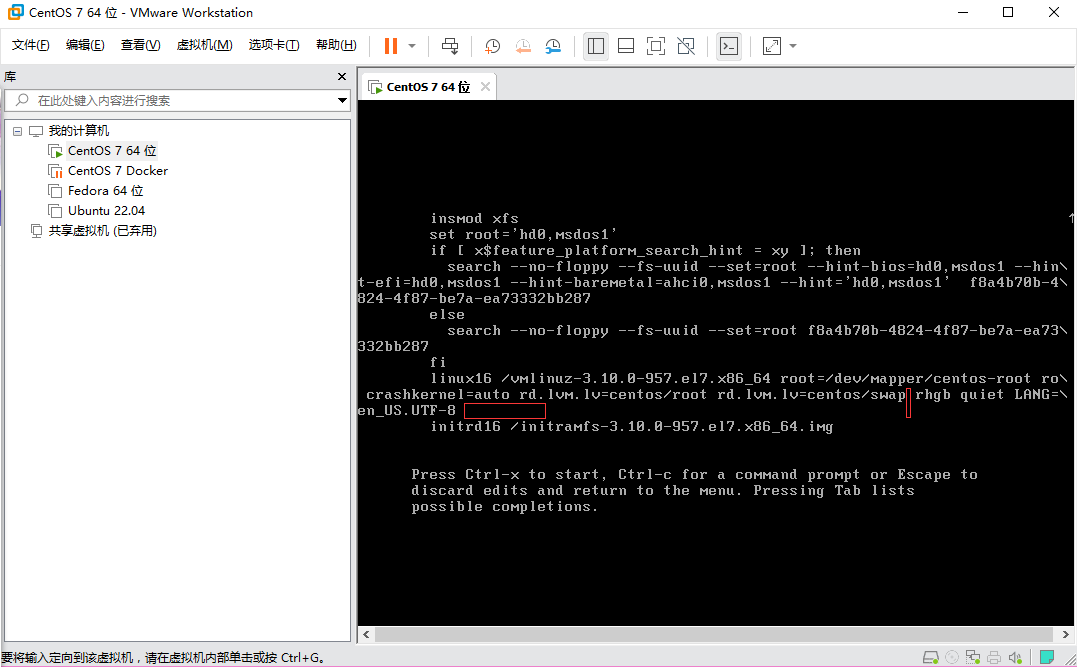 CentOS 7 64 位 - VMware Workstation
文件(F) 编辑(E) 查看(V) 虚拟机(M) 选项卡(T) 帮助(H)
库
在此处键入内容进行搜索
我的计算机
CentOS 7 64 位
CentOS 7 Docker
Fedora 64 位
Ubuntu 22.04
共享虚拟机 (已弃用)
CentOS 7 64 位
insmod xfs
set root='hd0,msdos1'
if [ x$feature_platform_search_hint = xy ]; then
search --no-floppy --fs-uuid --set=root --hint-bios=hd0,msdos1 --hin\
t-efi=hd0,msdos1 --hint-baremetal=ahci0,msdos1 --hint='hd0,msdos1'  f8a4b70b-4\
824-4f87-be7a-ea73332bb287
else
search --no-floppy --fs-uuid --set=root f8a4b70b-4824-4f87-be7a-ea73\
332bb287
fi
linux16 /vmlinuz-3.10.0-957.el7.x86_64 root=/dev/mapper/centos-root ro\
crashkernel=auto rd.lvm.lv=centos/root rd.lvm.lv=centos/swap rhgb quiet LANG=\
en_US.UTF-8
initrd16 /initramfs-3.10.0-957.el7.x86_64.img
Press Ctrl-x to start, Ctrl-c for a command prompt or Escape to
discard edits and return to the menu. Pressing Tab lists
possible completions.
要将输入定向到该虚拟机，请在虚拟机内部单击或按 Ctrl+G。